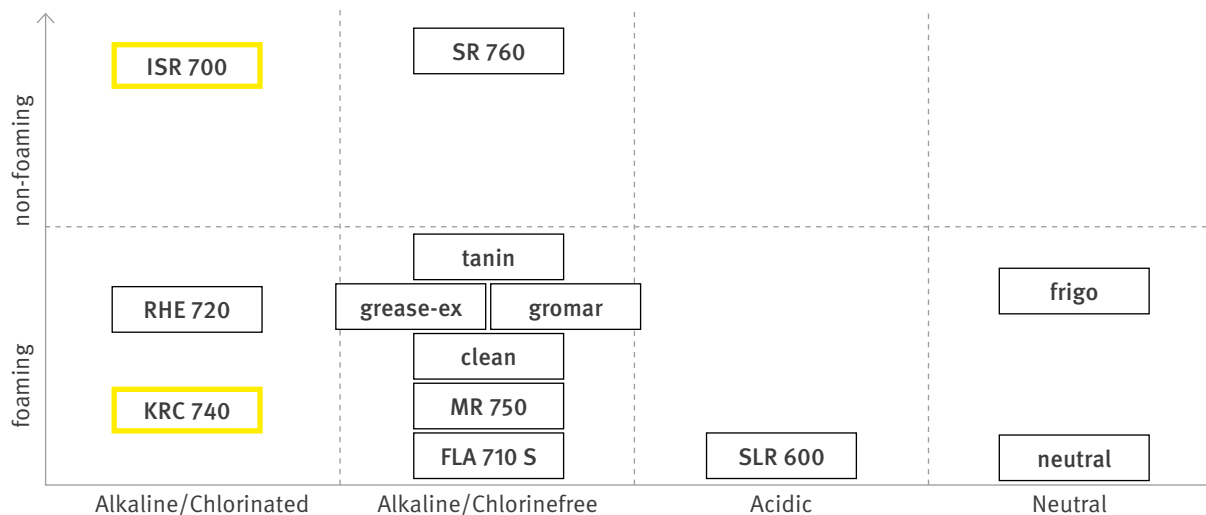 non-foaming
foaming
ISR 700
SR 760
tanin
RHE 720
grease-ex
gromar
frigo
clean
KRC 740
MR 750
FLA 710 S
SLR 600
neutral
Alkaline/Chlorinated
Alkaline/Chlorinefree
Acidic
Neutral